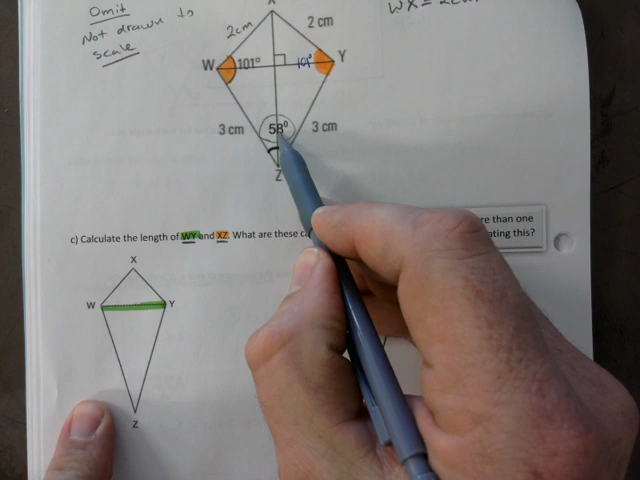 Omit
Not drawn to
scale
WX = 2cm
X
2cm
2 cm
W
101°
101°
Y
3 cm
58°
3 cm
Z
c) Calculate the length of WY and XZ. What are these
re than one
ating this?
X
W
Y
Z